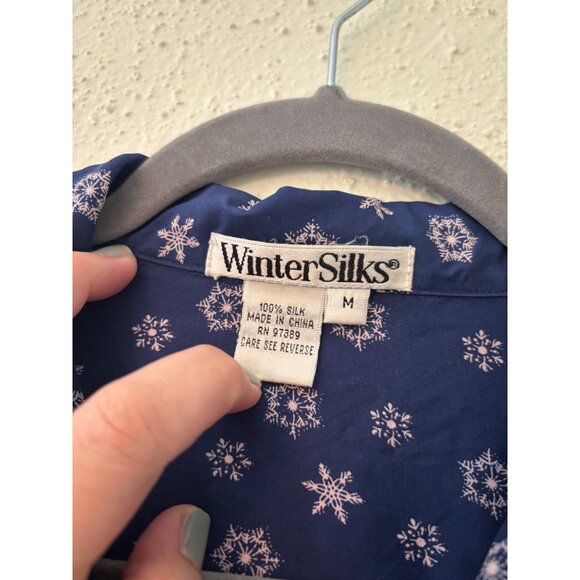 WinterSilks®
M
100% SILK
MADE IN CHINA
RN 97389
CARE SEE REVERSE